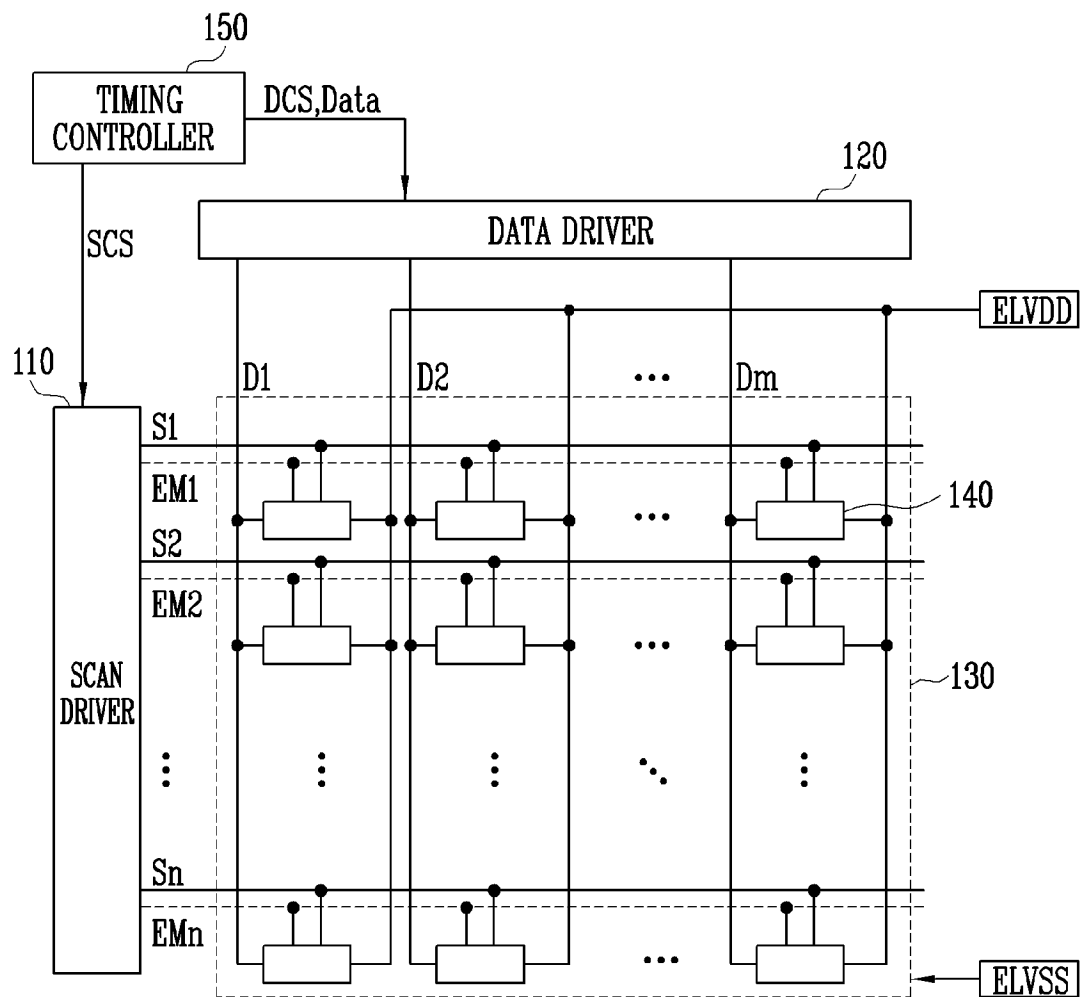 150
TIMING
CONTROLLER
DCS,Data
120
DATA DRIVER
SCS
ELVDD
110
D1
D2
...
Dm
S1
EM1
...
140
S2
EM2
...
130
SCAN
DRIVER
Sn
EMn
...
ELVSS